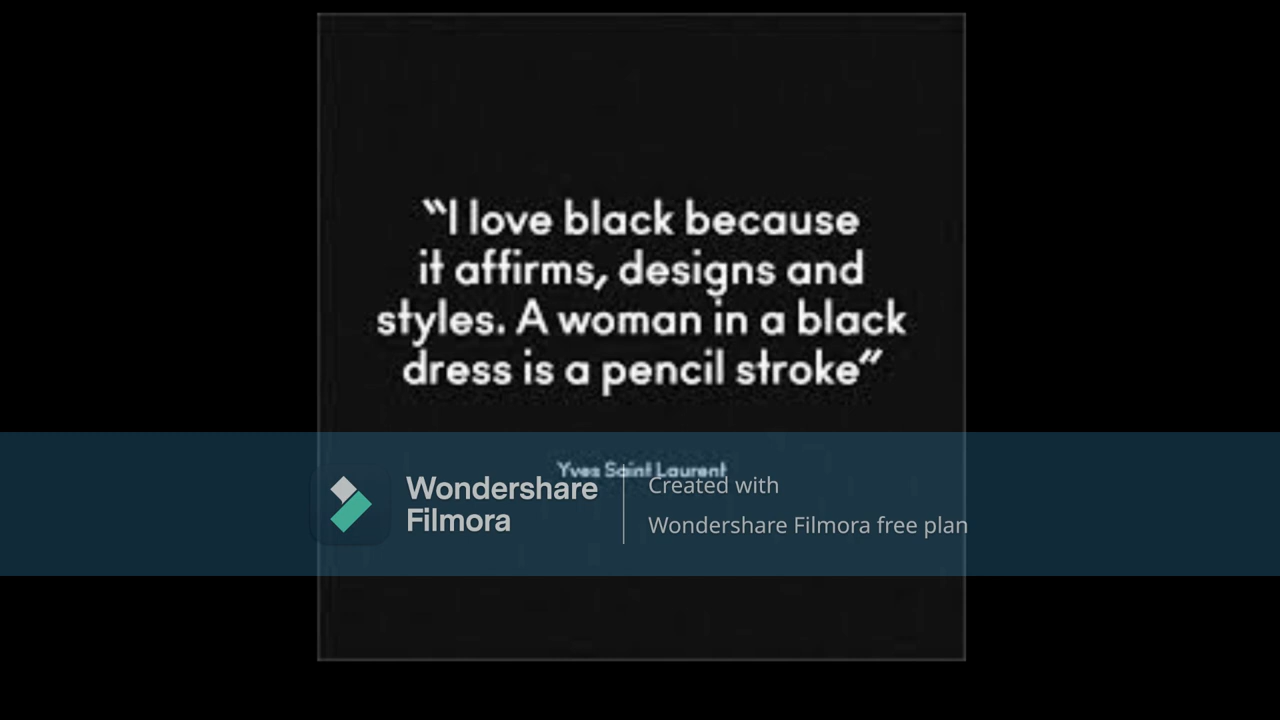 “I love black because
it affirms, designs and
styles. A woman in a black
dress is a pencil stroke”
Yves Saint Laurent
Wondershare
Filmora
Created with
Wondershare Filmora free plan